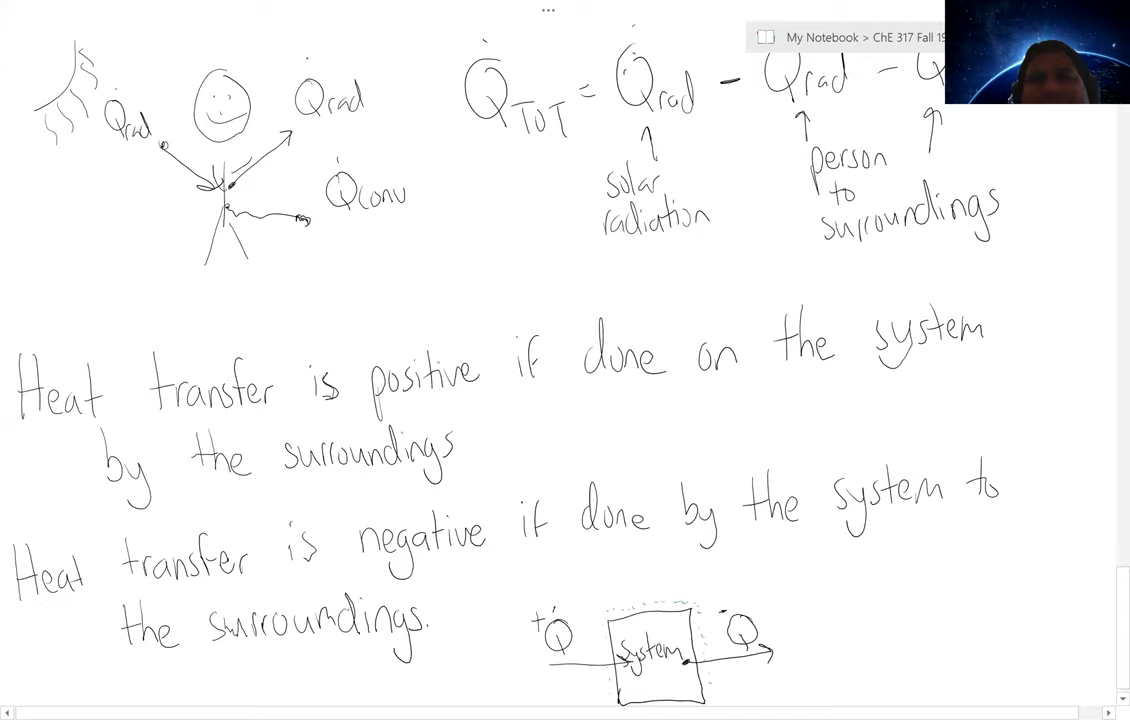 My Notebook > ChE 317 Fall 19
Q̇rad
Q̇rad
Q̇conv
Q̇TOT = Q̇rad - Q̇rad - Q
solar
radiation
person
to
surroundings
Heat transfer is positive if done on the system
by the surroundings
Heat transfer is negative if done by the system to
the surroundings.
+Q̇
system
-Q̇